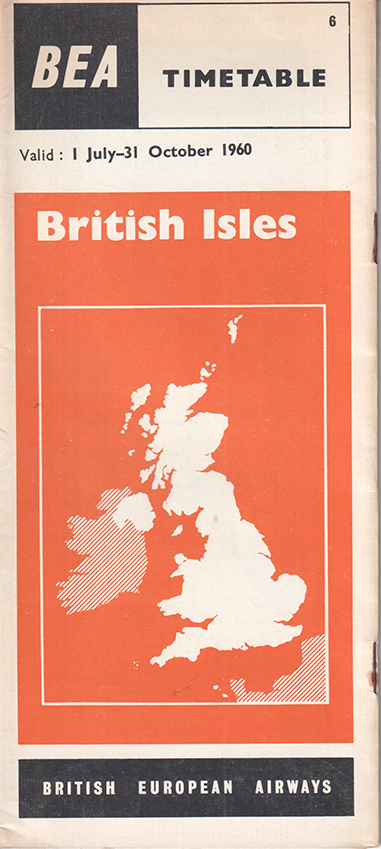 6
BEA TIMETABLE
Valid : 1 July–31 October 1960
British Isles
BRITISH EUROPEAN AIRWAYS